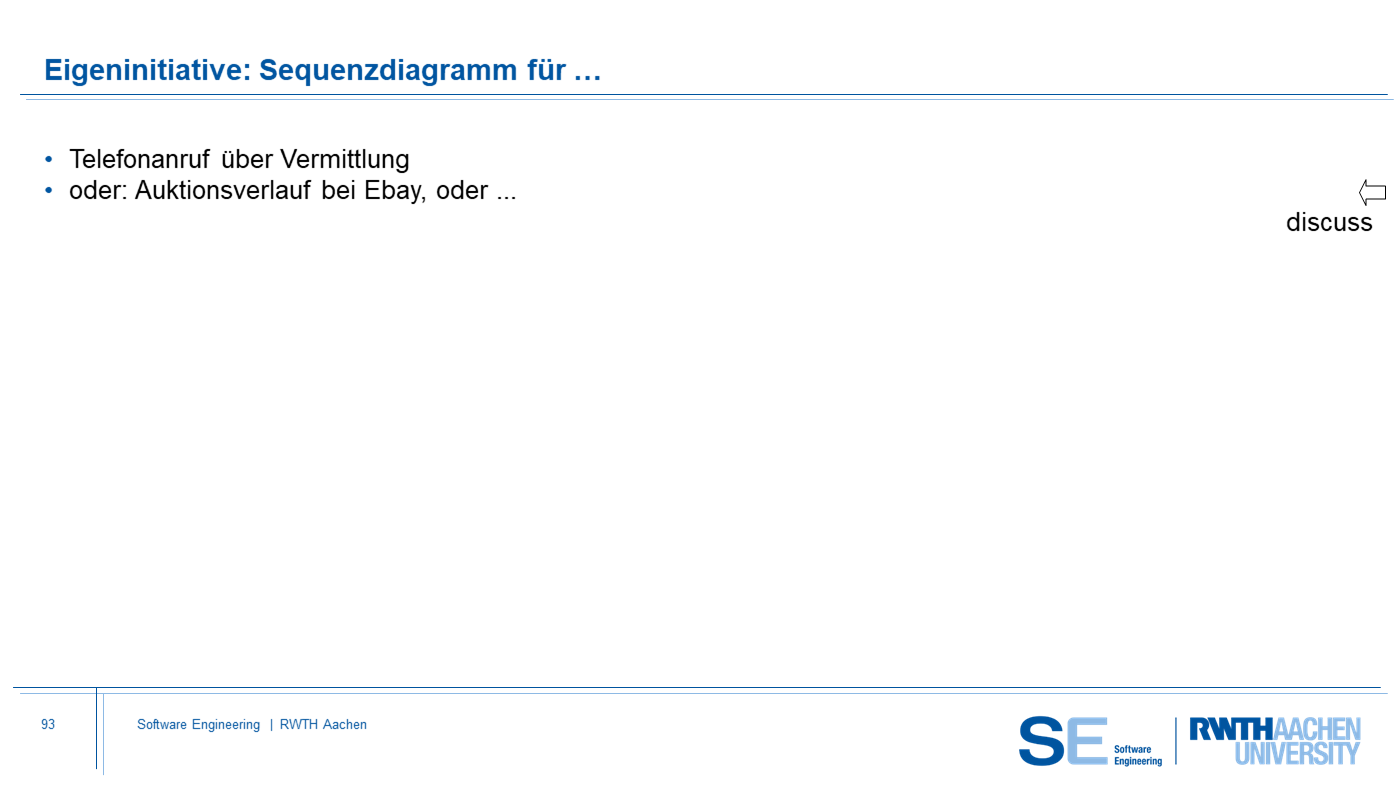 Eigeninitiative: Sequenzdiagramm für …
• Telefonanruf über Vermittlung
• oder: Auktionsverlauf bei Ebay, oder ...
discuss
93
Software Engineering | RWTH Aachen
SE Software
Engineering
RWTHAACHEN
UNIVERSITY